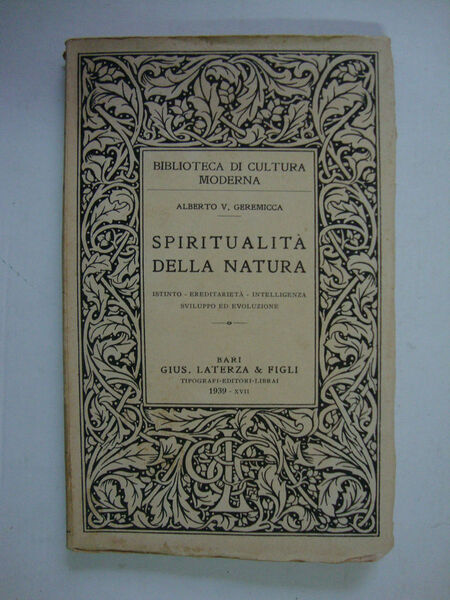 BIBLIOTECA DI CULTURA
MODERNA
ALBERTO V. GEREMICCA
SPIRITUALITÀ
DELLA NATURA
ISTINTO - EREDITARIETÀ - INTELLIGENZA
SVILUPPO ED EVOLUZIONE
BARI
GIUS. LATERZA & FIGLI
TIPOGRAFI-EDITORI-LIBRAI
1939 - XVII